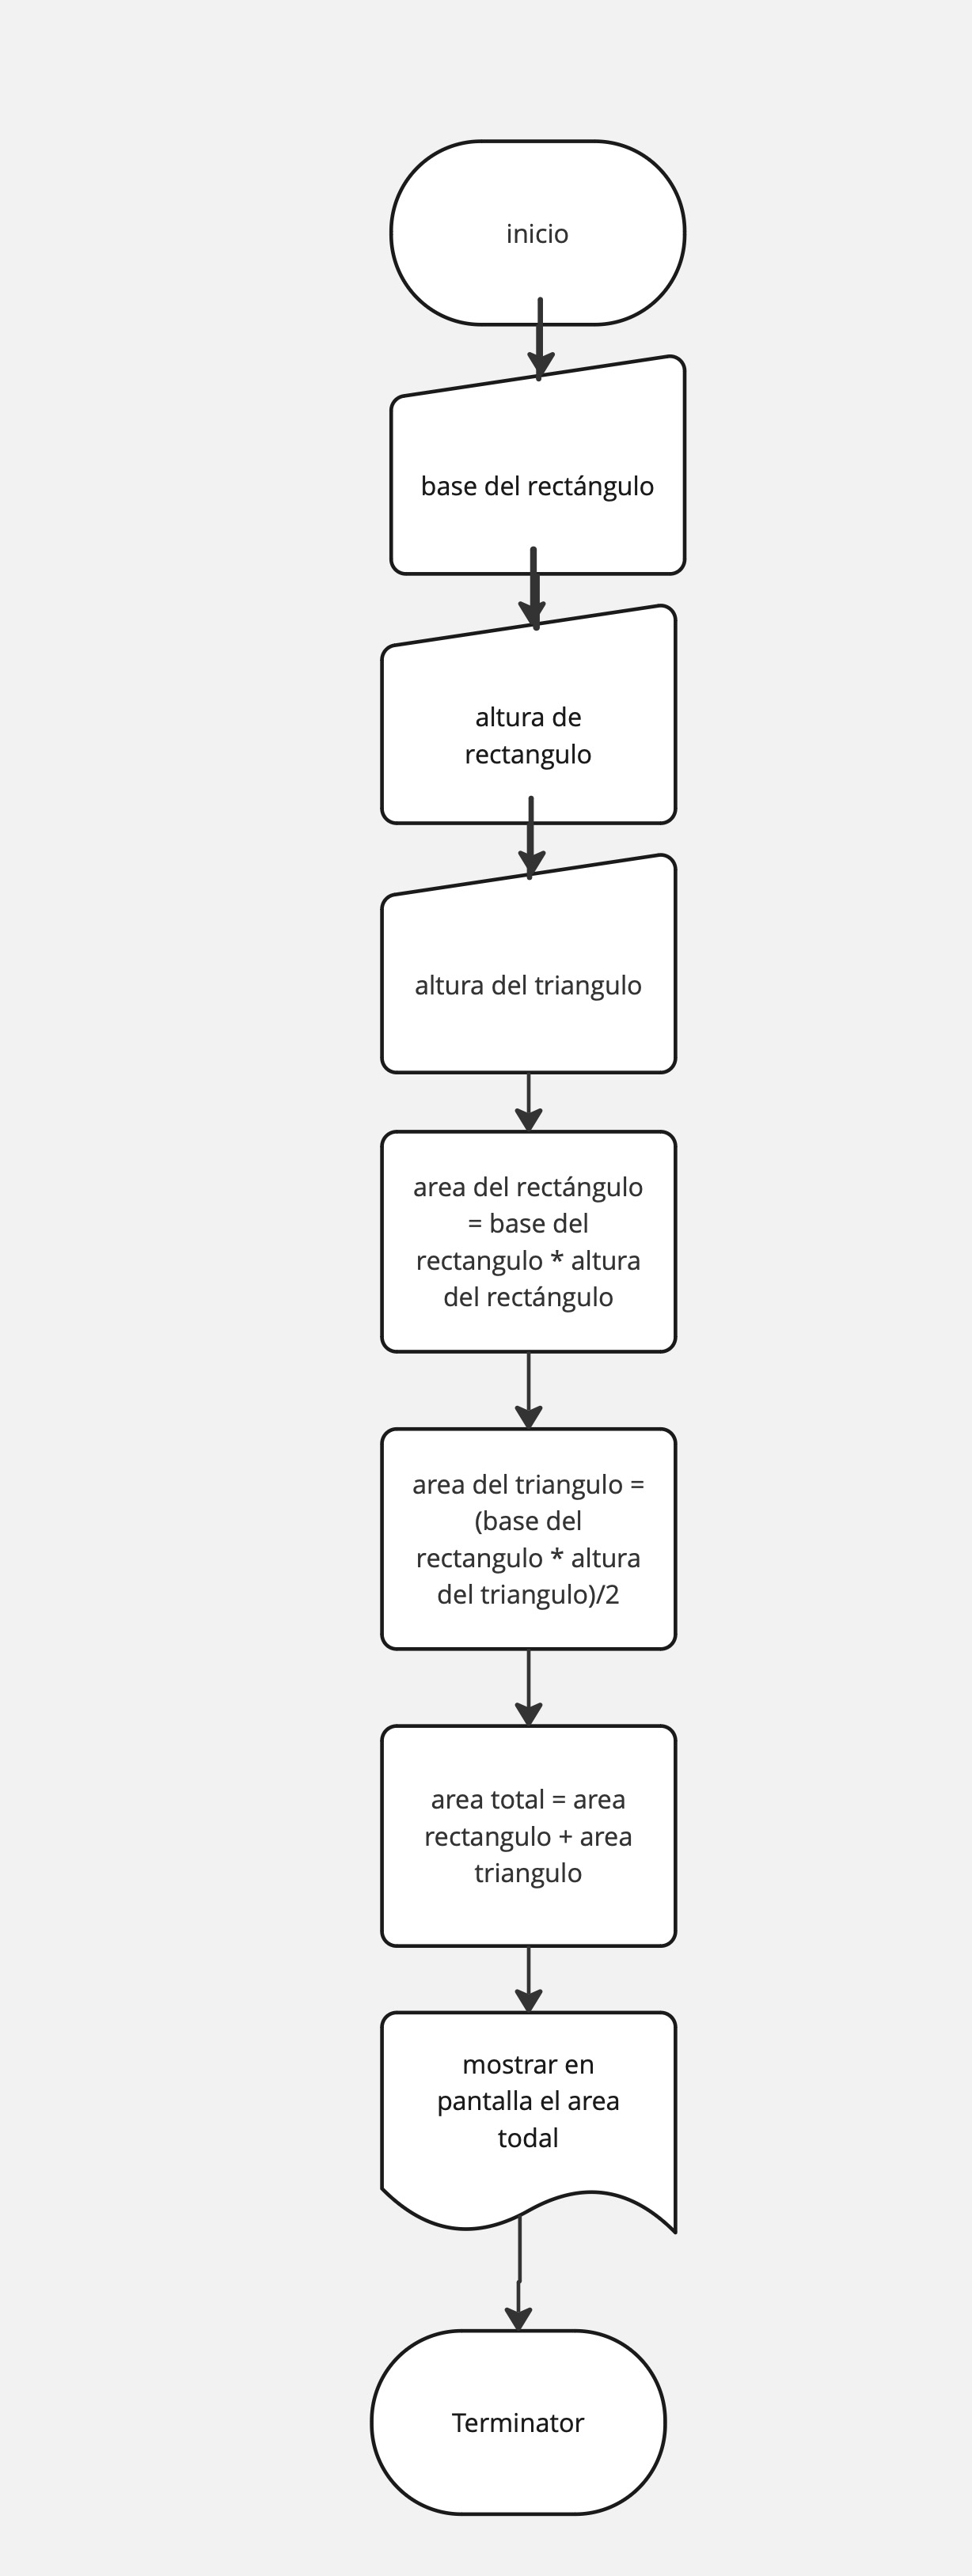 inicio
base del rectángulo
altura de
rectangulo
altura del triangulo
area del rectángulo
= base del
rectangulo * altura
del rectángulo
area del triangulo =
(base del
rectangulo * altura
del triangulo)/2
area total = area
rectangulo + area
triangulo
mostrar en
pantalla el area
todal
Terminator